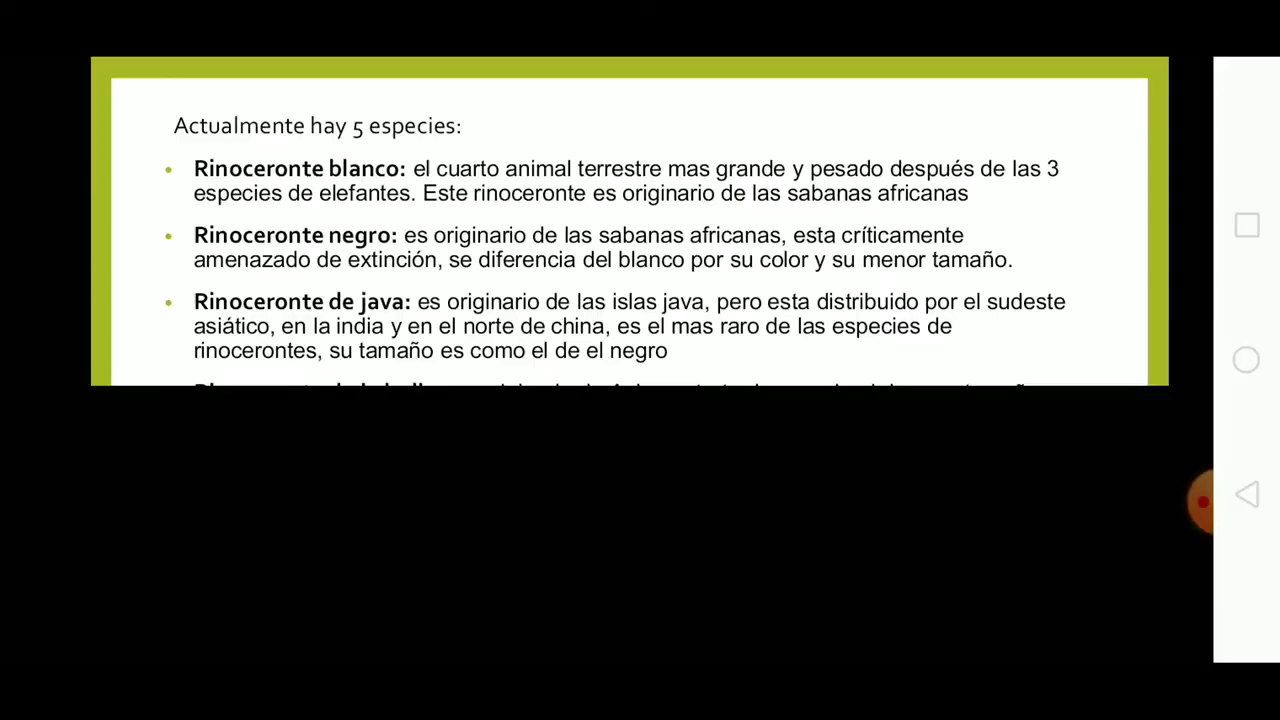 Actualmente hay 5 especies:
• Rinoceronte blanco: el cuarto animal terrestre mas grande y pesado después de las 3
especies de elefantes. Este rinoceronte es originario de las sabanas africanas
• Rinoceronte negro: es originario de las sabanas africanas, esta críticamente
amenazado de extinción, se diferencia del blanco por su color y su menor tamaño.
• Rinoceronte de java: es originario de las islas java, pero esta distribuido por el sudeste
asiático, en la india y en el norte de china, es el mas raro de las especies de
rinocerontes, su tamaño es como el de el negro